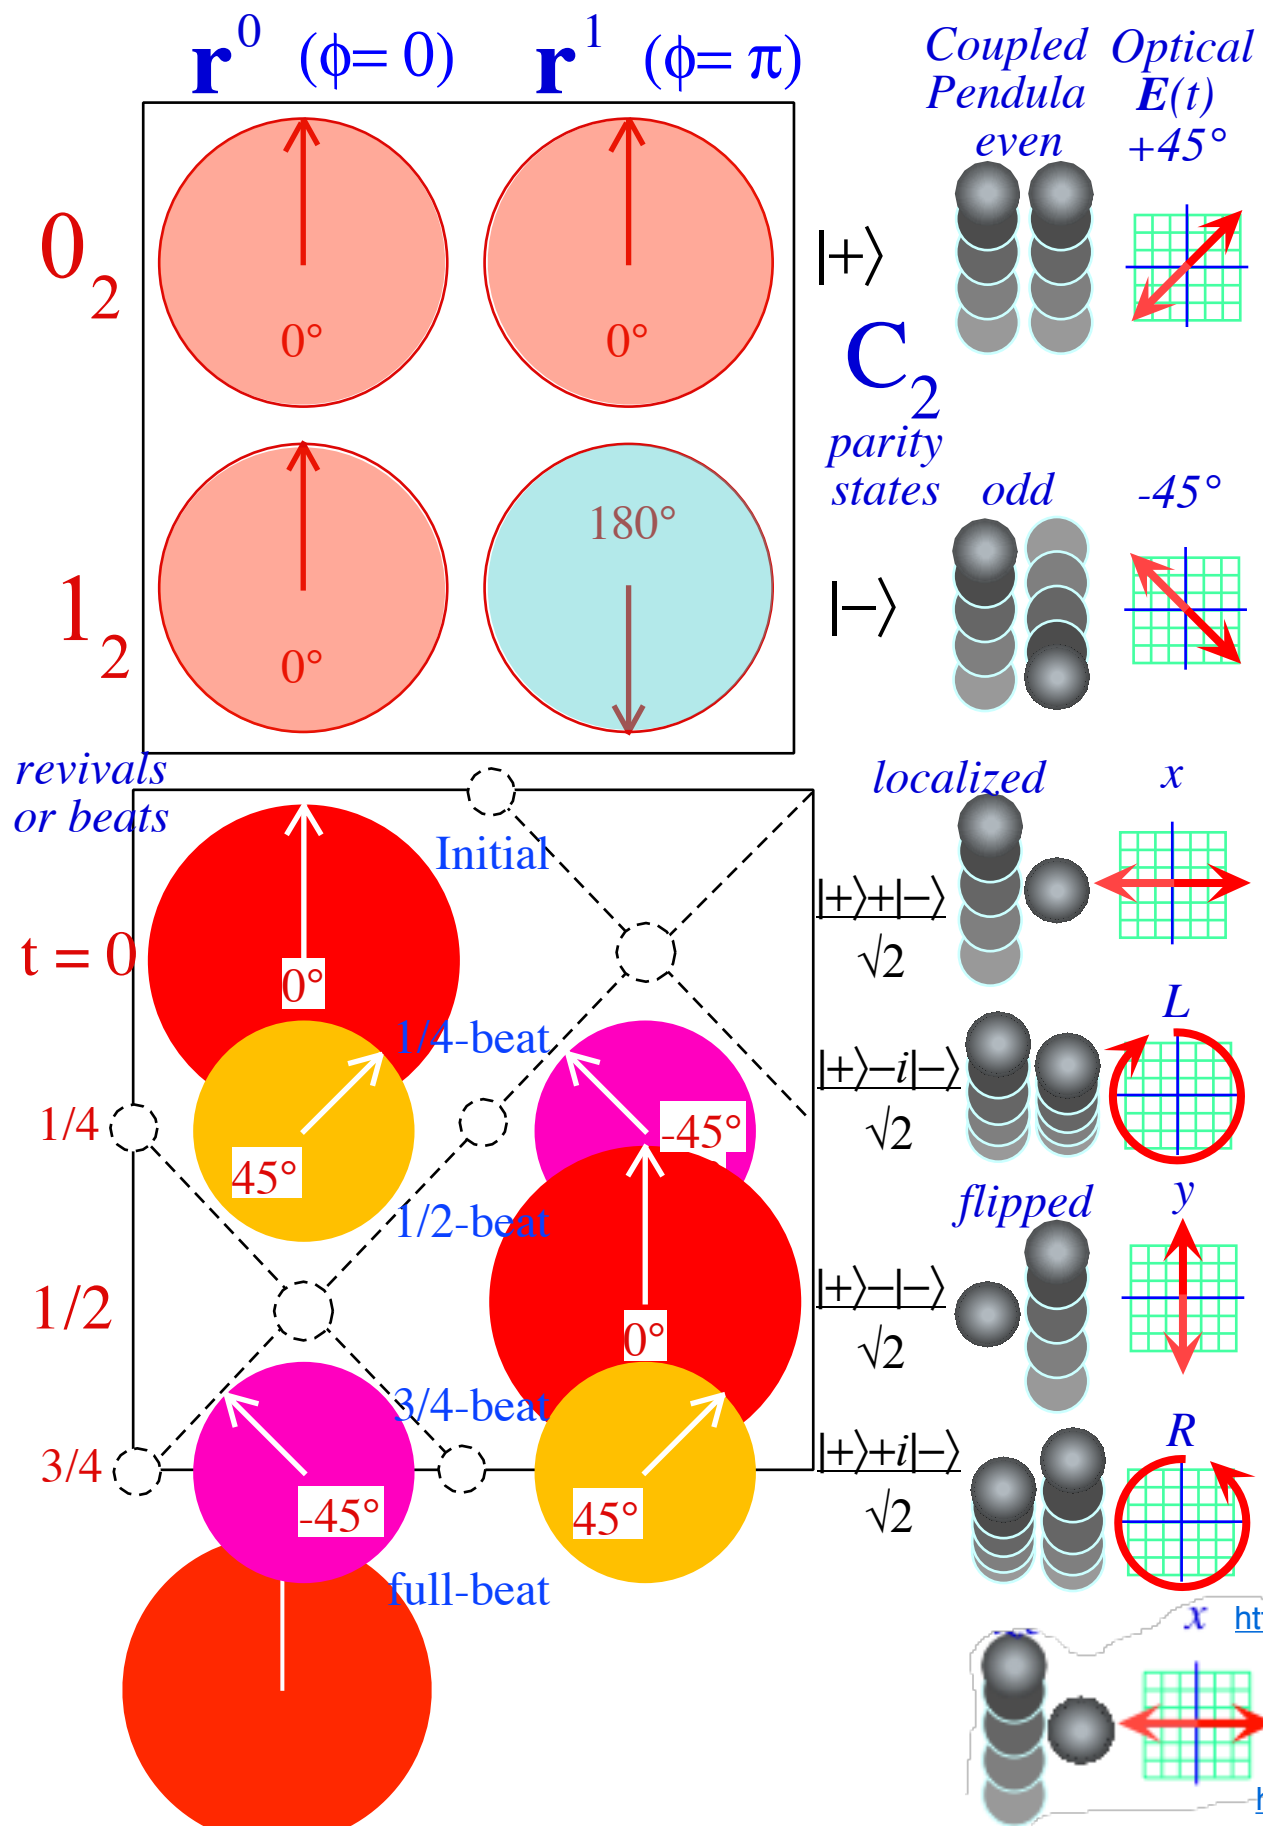 r⁰ (ϕ= 0) r¹ (ϕ= π)
Coupled Optical
Pendula E(t)
even +45°
0₂
|+⟩
0° 0°
C₂
parity
states odd -45°
180°
1₂
|−⟩
0°
revivals
or beats
localized x
Initial
|+⟩+|−⟩
√2
t = 0
0°
L
1/4-beat
|+⟩−i|−⟩
√2
1/4
-45°
45°
flipped y
1/2-beat
|+⟩−|−⟩
√2
1/2
0°
3/4-beat
R
|+⟩+i|−⟩
√2
3/4
-45° 45°
full-beat
x htt
h